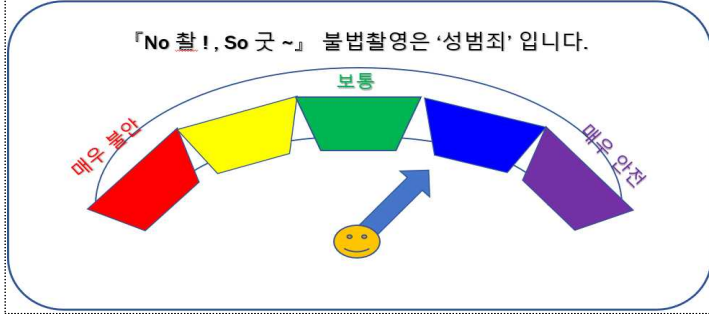 『No 촬 ! , So 굿 ~』 불법촬영은 ‘성범죄’ 입니다.
보통
매우 불안
매우 안전